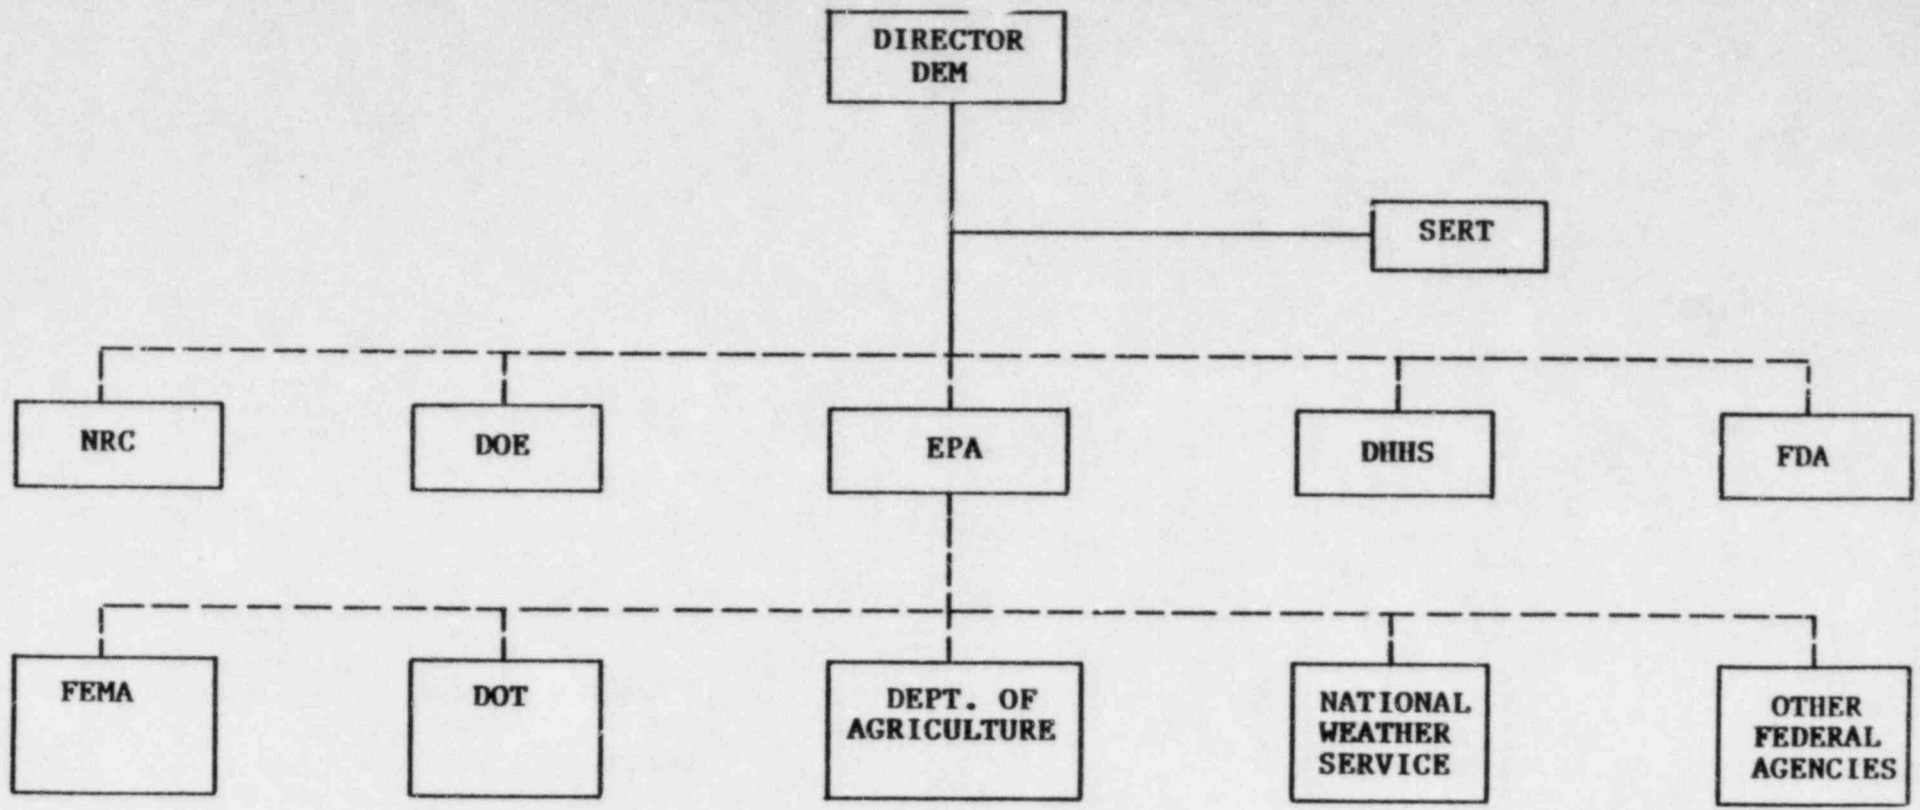 DIRECTOR
DEM
SERT
NRC
DOE
EPA
DHHS
FDA
FEMA
DOT
DEPT. OF
AGRICULTURE
NATIONAL
WEATHER
SERVICE
OTHER
FEDERAL
AGENCIES